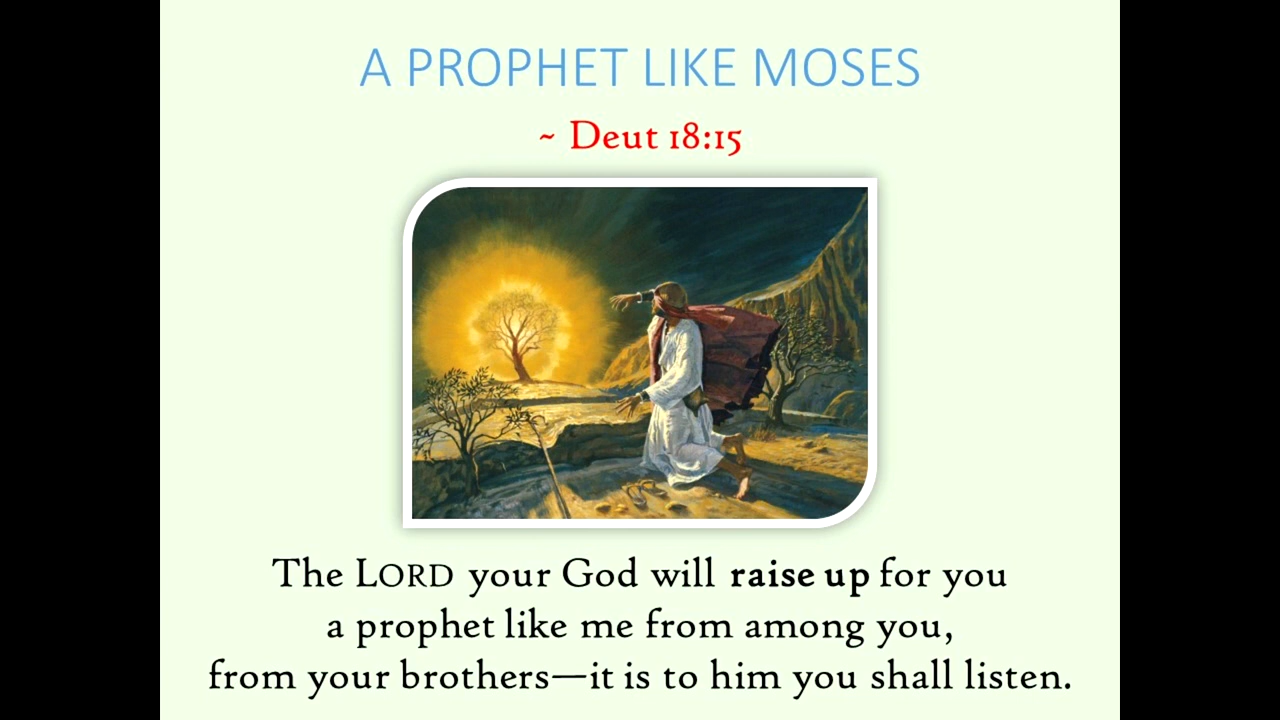 A PROPHET LIKE MOSES
~ Deut 18:15
The LORD your God will raise up for you
a prophet like me from among you,
from your brothers—it is to him you shall listen.